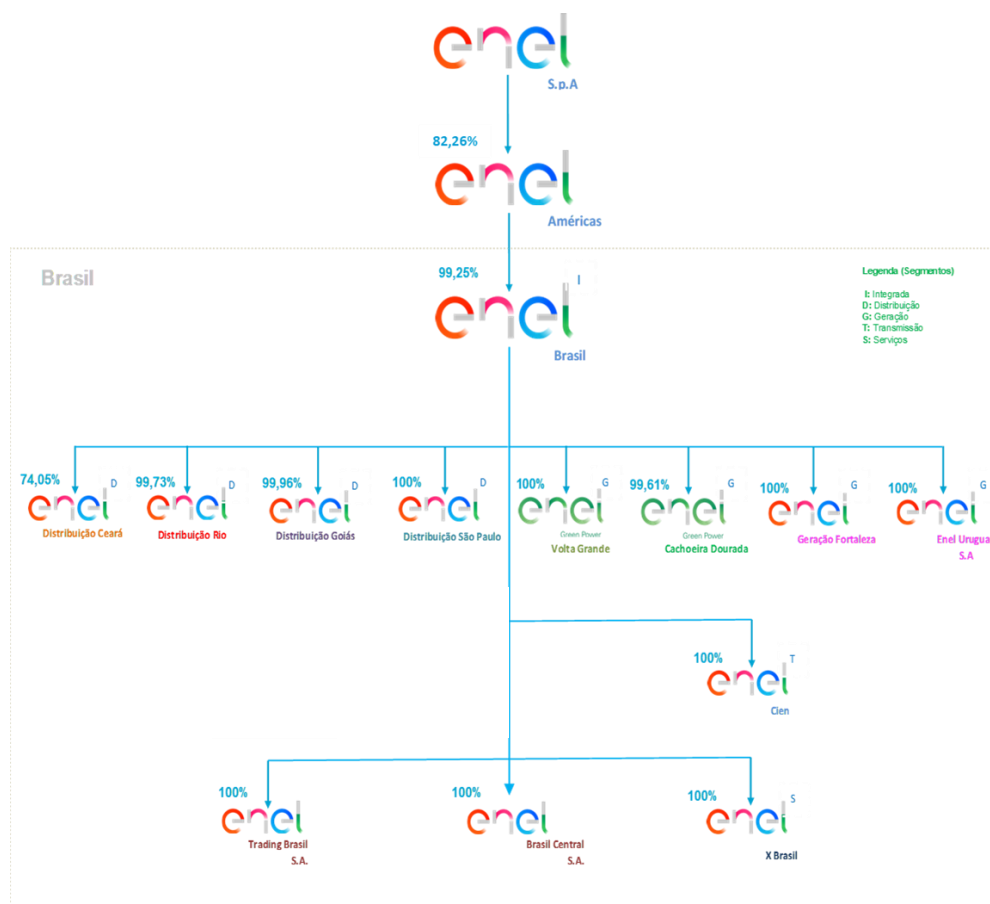 enel
S.p.A
82,26%
enel
Américas
Brasil
99,25%
I
enel
Brasil
Legenda (Segmentos)
I: Integrada
D: Distribuição
G: Geração
T: Transmissão
S: Serviços
74,05%
D
enel
Distribuição Ceará
99,73%
D
enel
Distribuição Rio
99,96%
D
enel
Distribuição Goiás
100%
D
enel
Distribuição São Paulo
100%
G
enel
Green Power
Volta Grande
99,61%
G
enel
Green Power
Cachoeira Dourada
100%
G
enel
Geração Fortaleza
100%
G
enel
Enel Urugua
S.A
100%
T
enel
Cien
100%
enel
Trading Brasil
S.A.
100%
enel
Brasil Central
S.A.
100%
S
enel
X Brasil